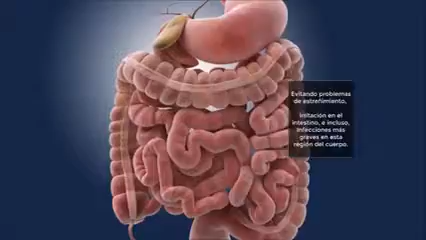 Evitando problemas
de estreñimiento,
irritación en el
intestino, e incluso,
infecciones más
graves en esta
región del cuerpo.